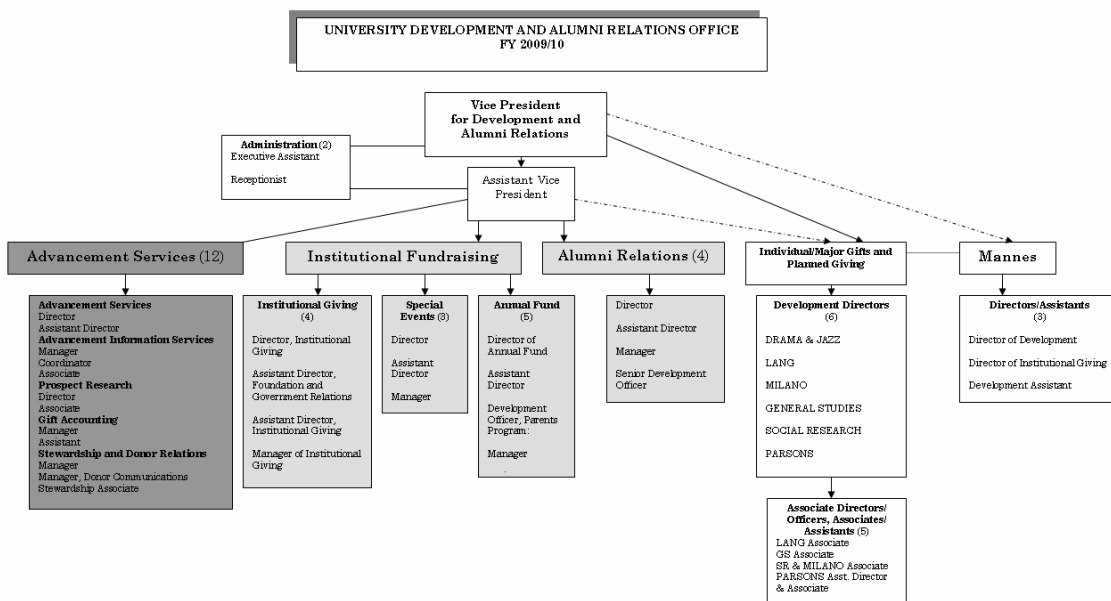 UNIVERSITY DEVELOPMENT AND ALUMNI RELATIONS OFFICE
FY 2009/10
Vice President
for Development and
Alumni Relations
Administration (2)
Executive Assistant
Receptionist
Assistant Vice
President
Advancement Services (12)
Institutional Fundraising
Alumni Relations (4)
Individual/Major Gifts and
Planned Giving
Mannes
Advancement Services
Director
Assistant Director
Advancement Information Services
Manager
Coordinator
Associate
Prospect Research
Director
Associate
Gift Accounting
Manager
Assistant
Stewardship and Donor Relations
Manager
Manager, Donor Communications
Stewardship Associate
Institutional Giving
(4)
Director, Institutional
Giving
Assistant Director,
Foundation and
Government Relations
Assistant Director,
Institutional Giving
Manager of Institutional
Giving
Special
Events (3)
Director
Assistant
Director
Manager
Annual Fund
(5)
Director of
Annual Fund
Assistant
Director
Development
Officer, Parents
Program:
Manager
.
Director
Assistant Director
Manager
Senior Development
Officer
Development Directors
(6)
DRAMA & JAZZ
LANG
MILANO
GENERAL STUDIES
SOCIAL RESEARCH
PARSONS
Directors/Assistants
(3)
Director of Development
Director of Institutional Giving
Development Assistant
Associate Directors/
Officers, Associates/
Assistants (5)
LANG Associate
GS Associate
SR & MILANO Associate
PARSONS Asst. Director
& Associate